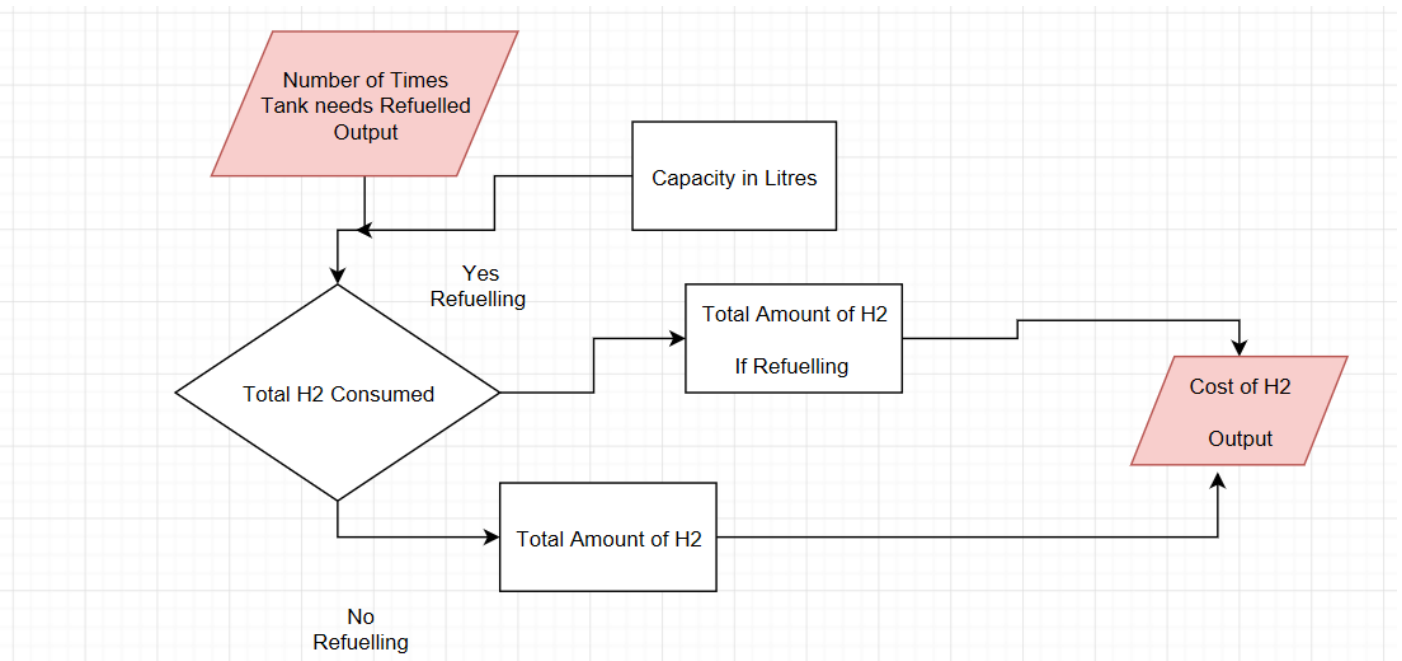 Number of Times
Tank needs Refuelled
Output
Capacity in Litres
Yes
Refuelling
Total Amount of H2
If Refuelling
Total H2 Consumed
Cost of H2
Output
Total Amount of H2
No
Refuelling